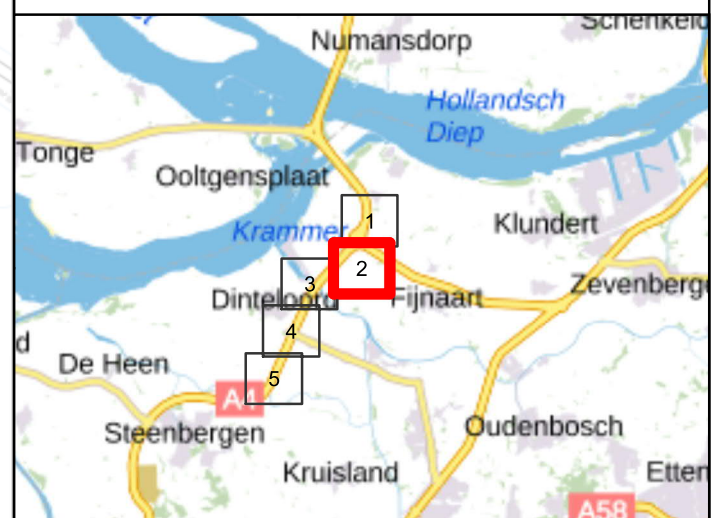 Schenkeld
Numansdorp
Hollandsch
Diep
Tonge
Ooltgensplaat
1
Klundert
Krammer
2
3
Zevenberge
Dinteloord
Fijnaart
4
d
De Heen
5
A4
Oudenbosch
Steenbergen
Kruisland
Etten
A58